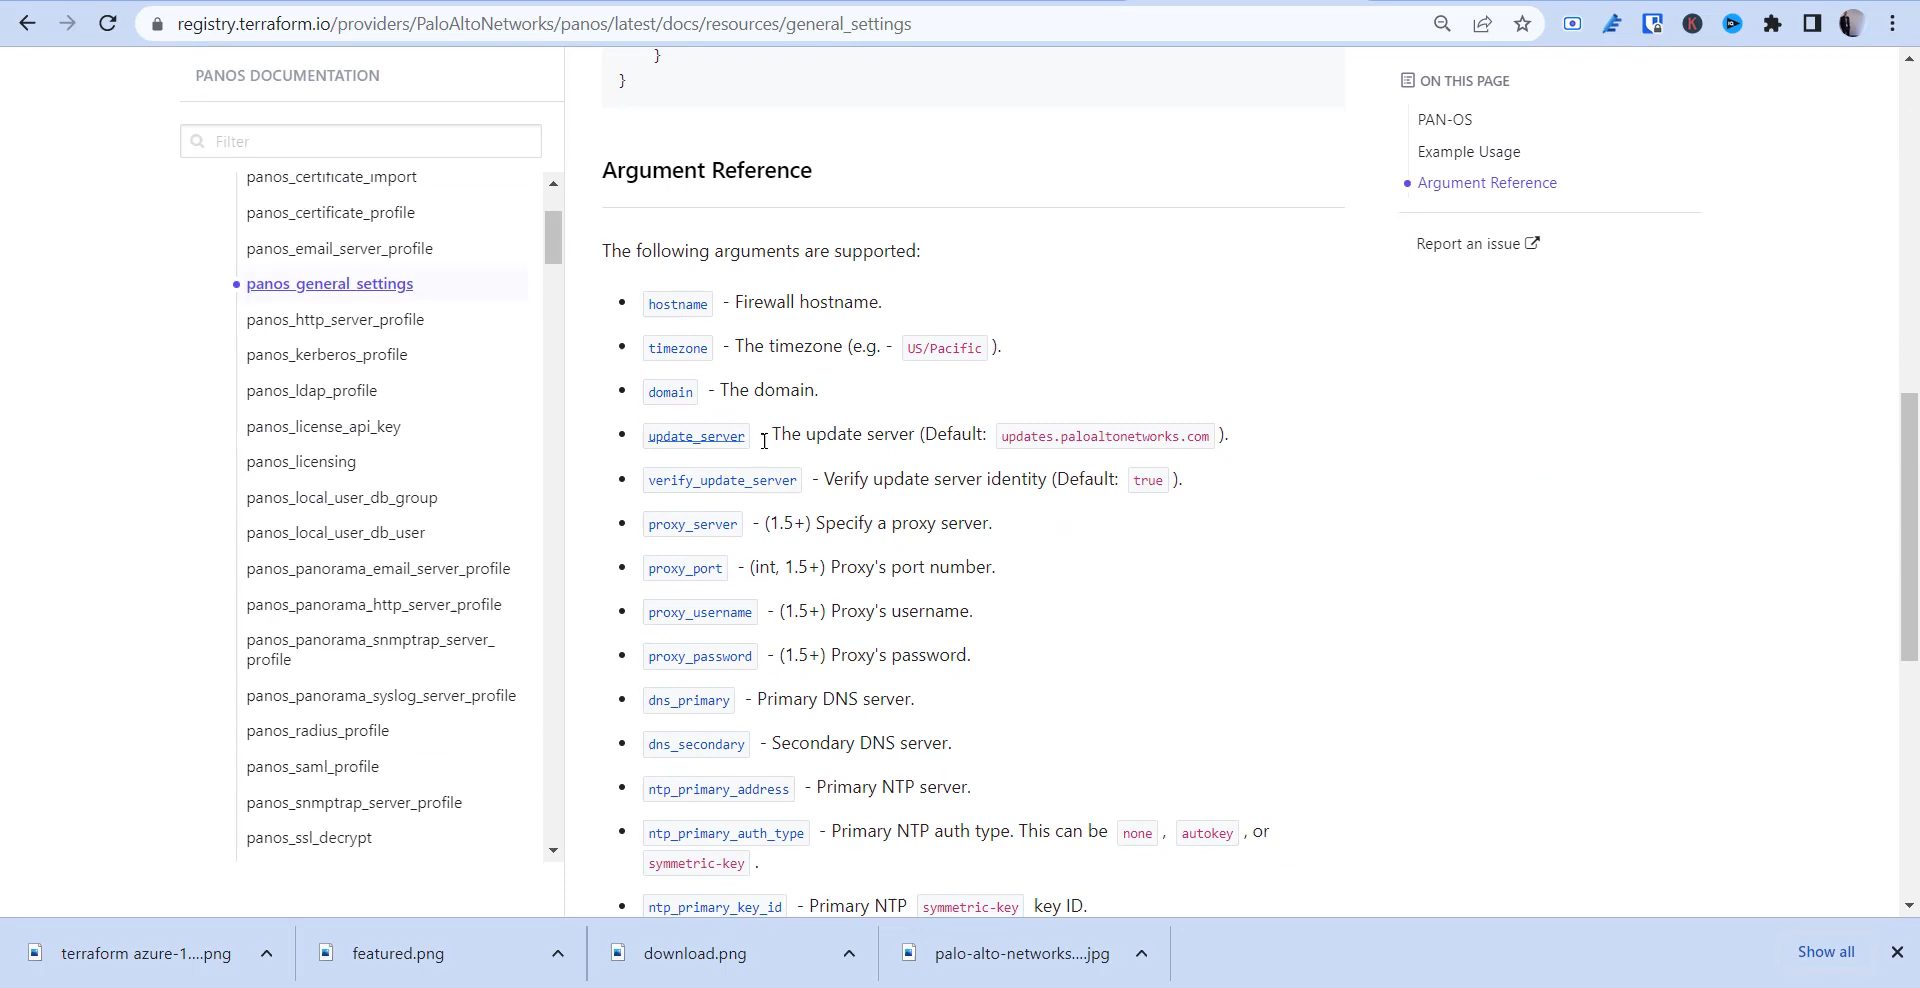 registry.terraform.io/providers/PaloAltoNetworks/panos/latest/docs/resources/general_settings
PANOS DOCUMENTATION
Filter
panos_certificate_import
panos_certificate_profile
panos_email_server_profile
panos_general_settings
panos_http_server_profile
panos_kerberos_profile
panos_ldap_profile
panos_license_api_key
panos_licensing
panos_local_user_db_group
panos_local_user_db_user
panos_panorama_email_server_profile
panos_panorama_http_server_profile
panos_panorama_snmptrap_server_
profile
panos_panorama_syslog_server_profile
panos_radius_profile
panos_saml_profile
panos_snmptrap_server_profile
panos_ssl_decrypt
}
}
Argument Reference
The following arguments are supported:
• hostname - Firewall hostname.
• timezone - The timezone (e.g. - US/Pacific ).
• domain - The domain.
• update_server The update server (Default: updates.paloaltonetworks.com ).
• verify_update_server - Verify update server identity (Default: true ).
• proxy_server - (1.5+) Specify a proxy server.
• proxy_port - (int, 1.5+) Proxy's port number.
• proxy_username - (1.5+) Proxy's username.
• proxy_password - (1.5+) Proxy's password.
• dns_primary - Primary DNS server.
• dns_secondary - Secondary DNS server.
• ntp_primary_address - Primary NTP server.
• ntp_primary_auth_type - Primary NTP auth type. This can be none , autokey , or
symmetric-key .
• ntp_primary_key_id - Primary NTP symmetric-key key ID.
ON THIS PAGE
PAN-OS
Example Usage
Argument Reference
Report an issue
terraform azure-1....png
featured.png
download.png
palo-alto-networks....jpg
Show all